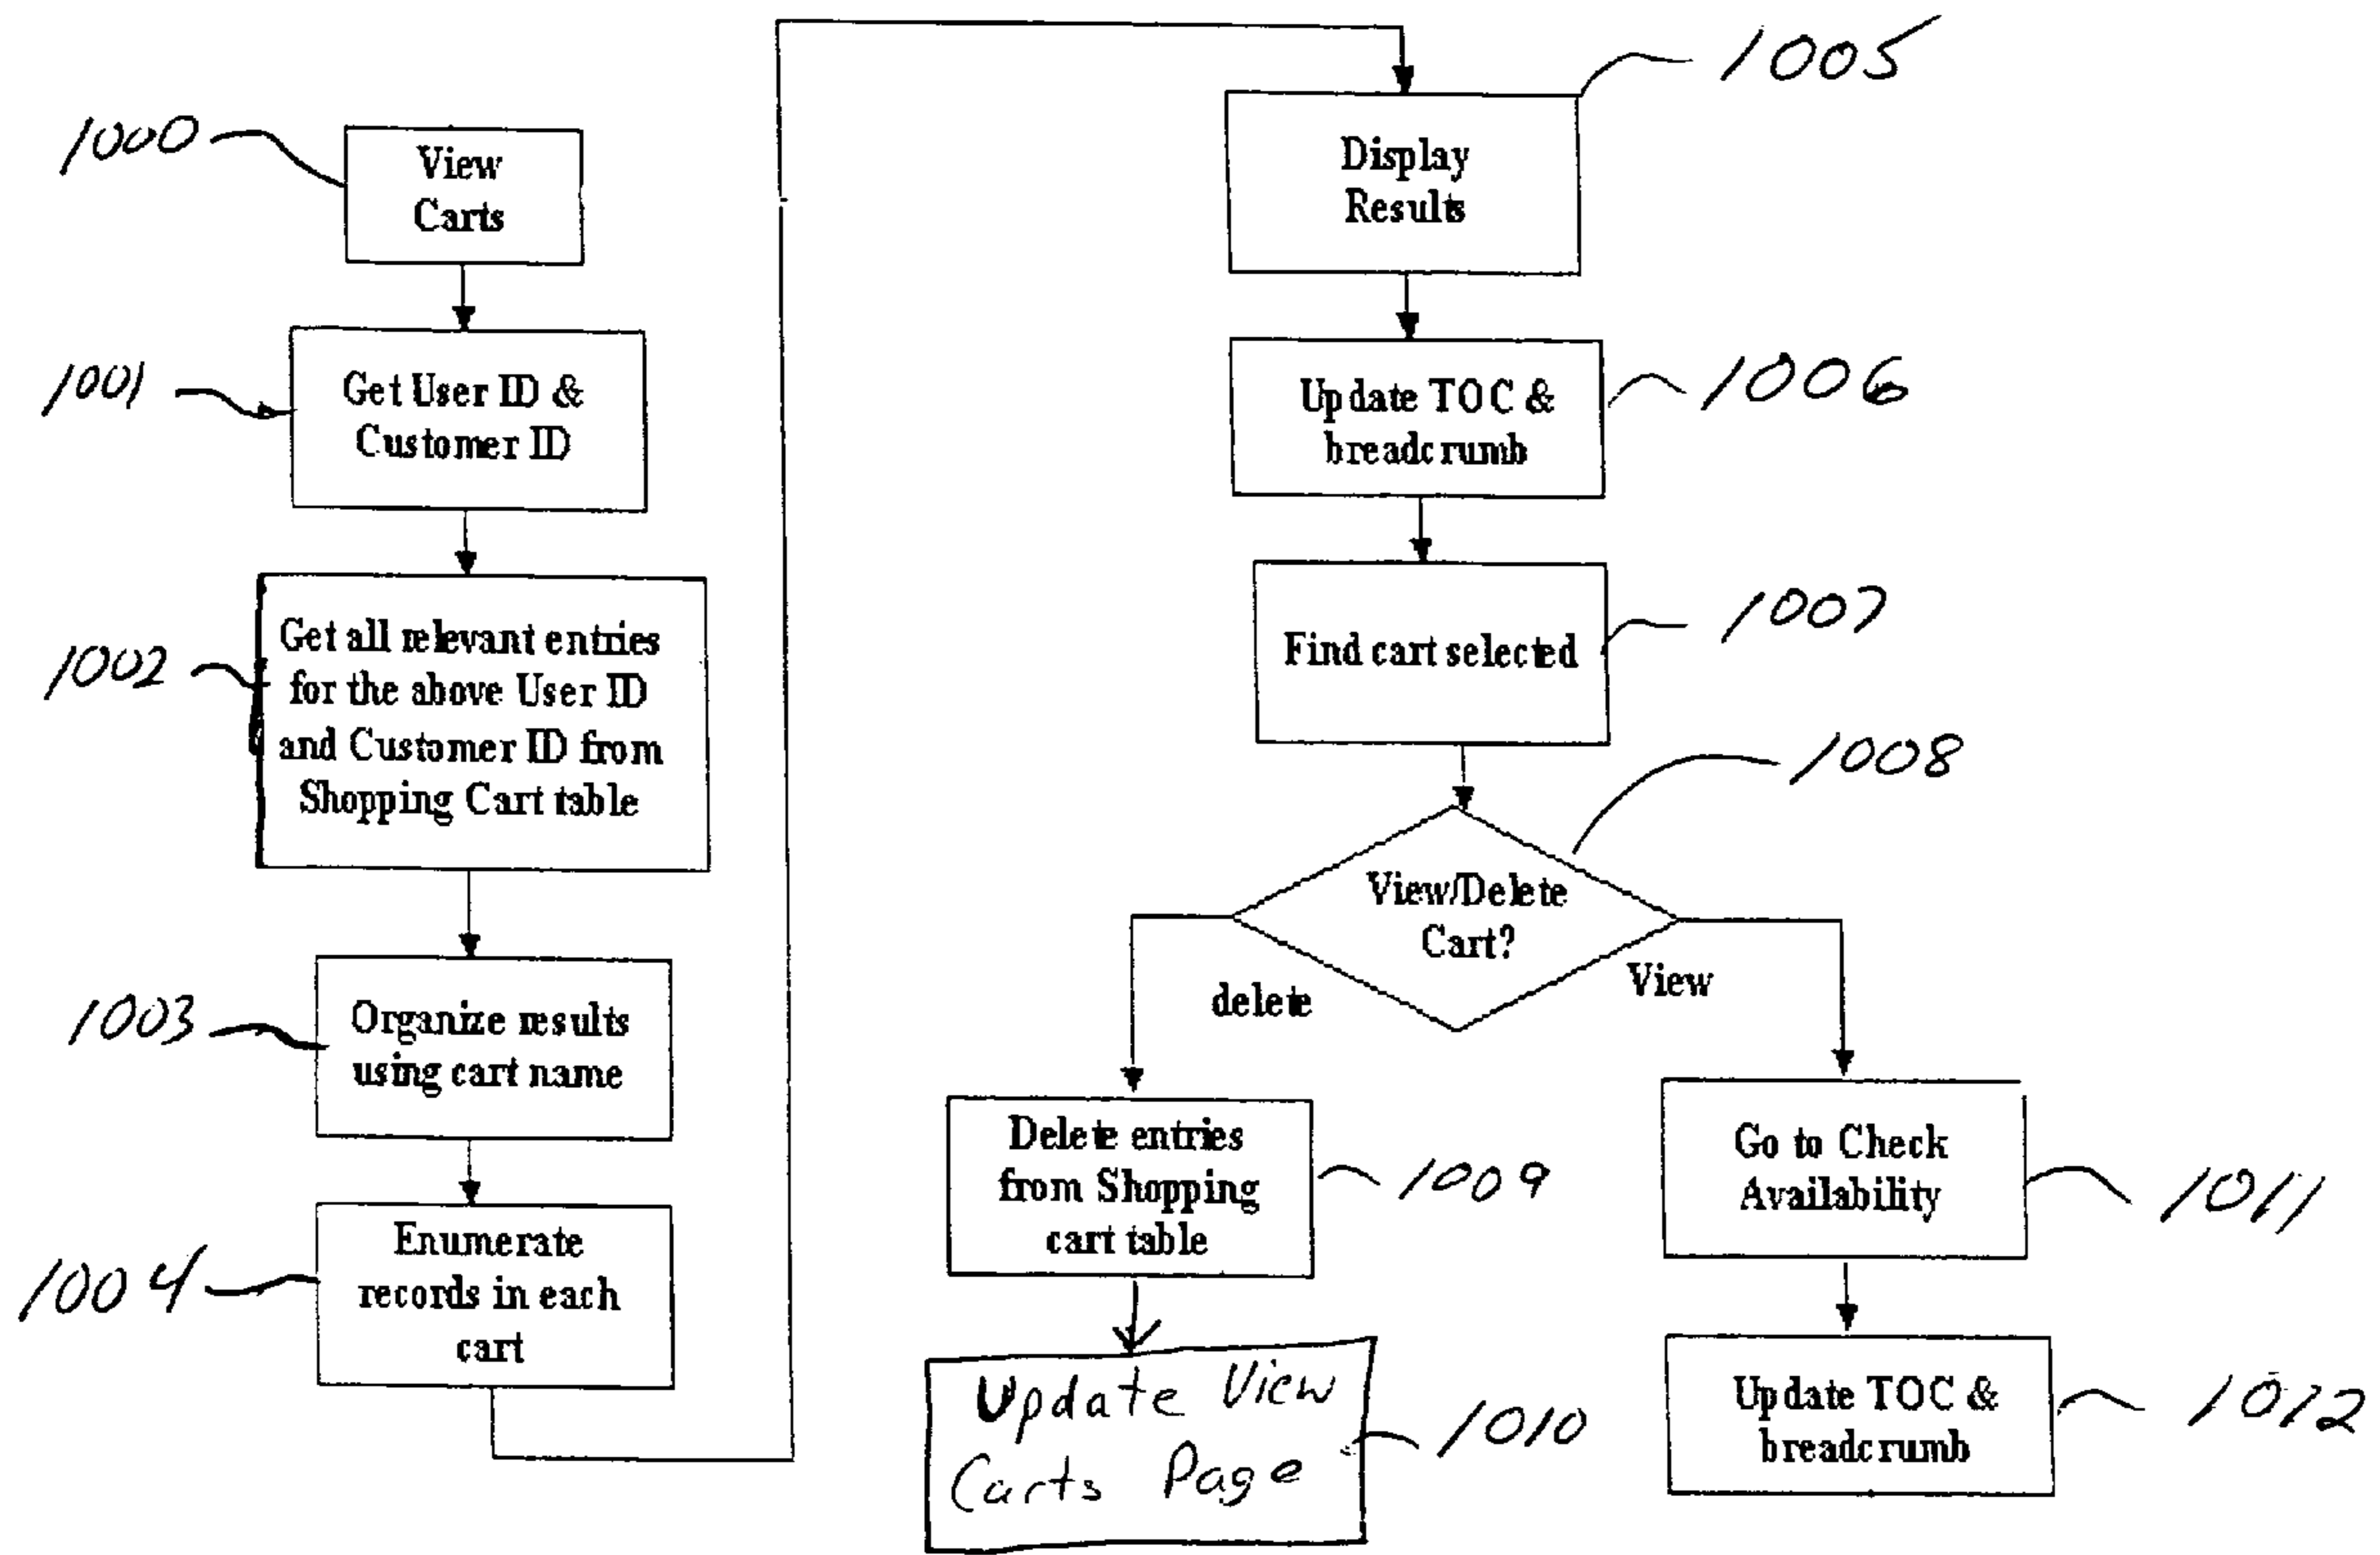 1000
View
Carts
1001
Get User ID &
Customer ID
1002
Get all relevant entries
for the above User ID
and Customer ID from
Shopping Cart table
1003
Organize results
using cart name
1004
Enumerate
records in each
cart
1005
Display
Results
1006
Update TOC &
breadcrumb
1007
Find cart selected
1008
View/Delete
Cart?
delete
View
Delete entries
from Shopping
cart table
1009
Update View
Carts Page
1010
Go to Check
Availability
1011
Update TOC &
breadcrumb
1012